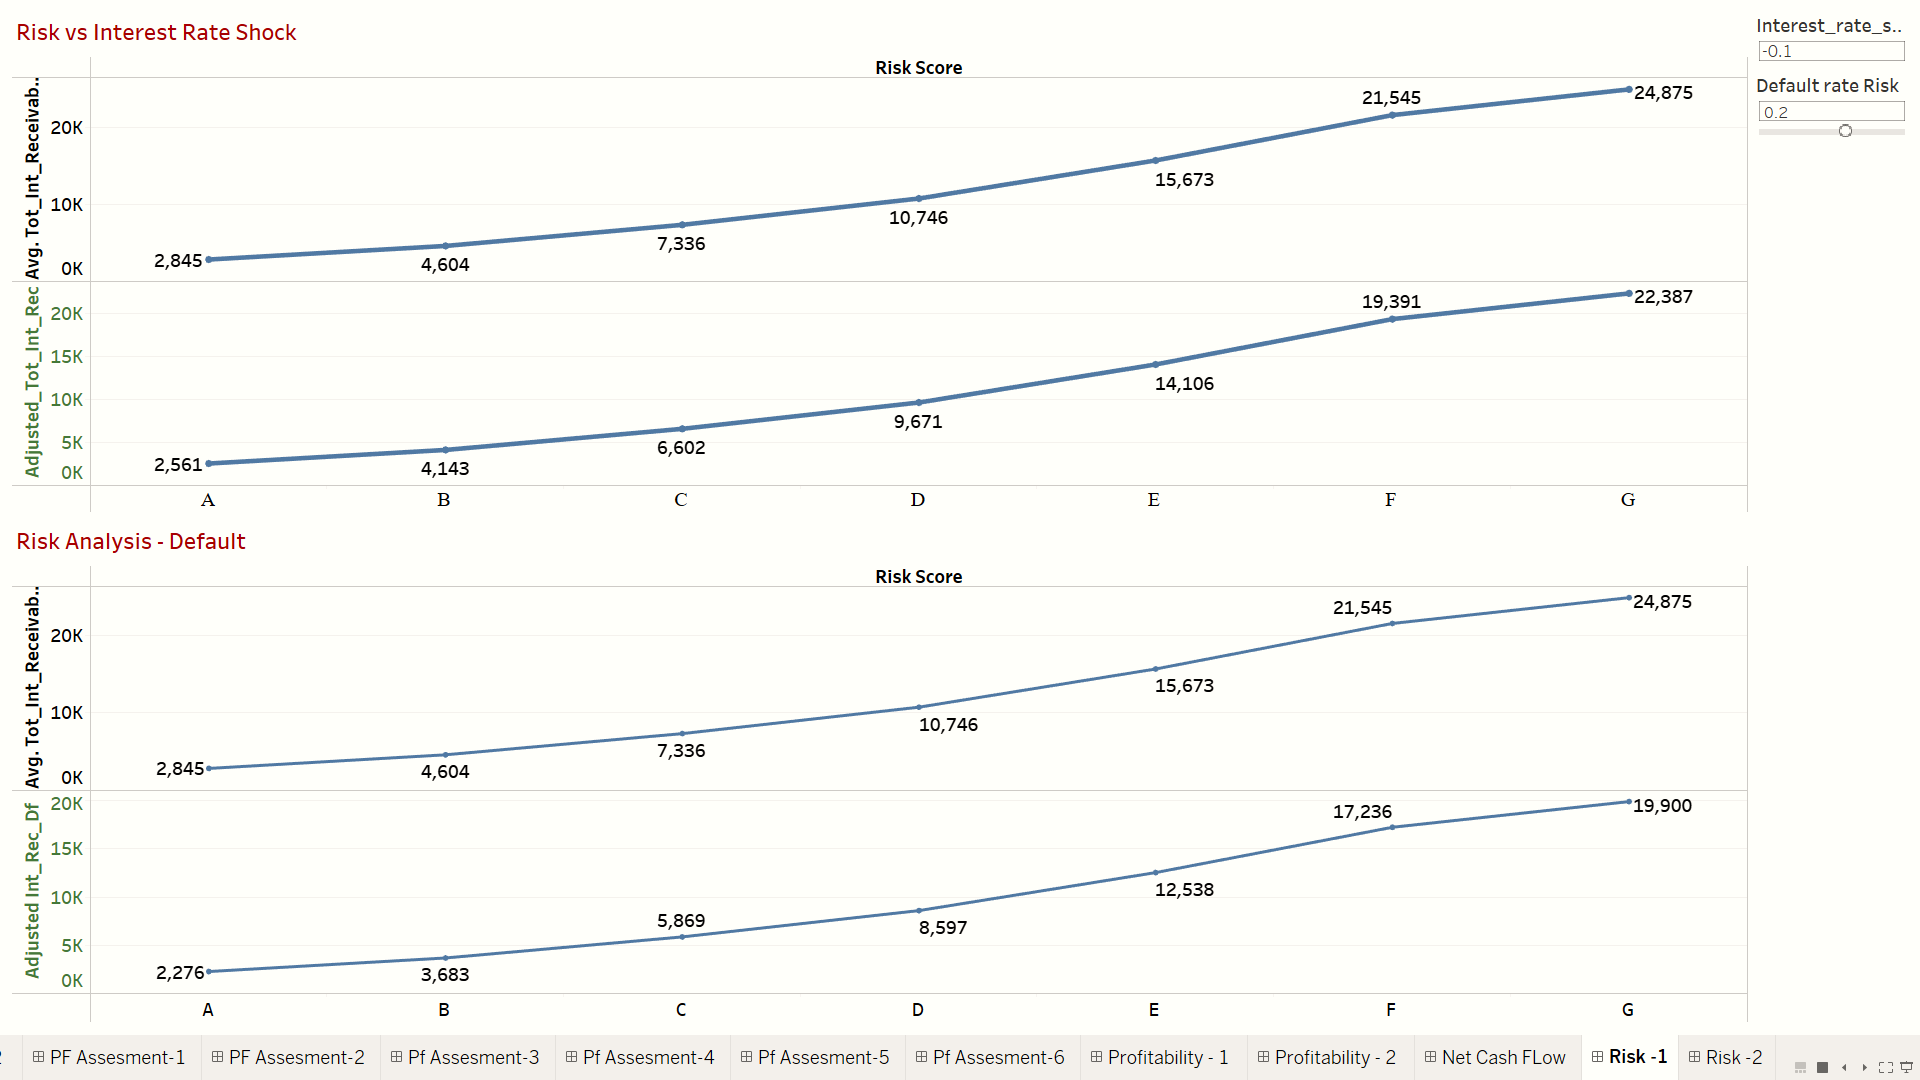 Risk vs Interest Rate Shock
Interest_rate_s..
-0.1
Default rate Risk
0.2
Risk Score
Avg. Tot_Int_Receivab..
20K
10K
0K
2,845
4,604
7,336
10,746
15,673
21,545
24,875
Adjusted_Tot_Int_Rec
20K
15K
10K
5K
0K
2,561
4,143
6,602
9,671
14,106
19,391
22,387
A B C D E F G
Risk Analysis - Default
Risk Score
Avg. Tot_Int_Receivab..
20K
10K
0K
2,845
4,604
7,336
10,746
15,673
21,545
24,875
Adjusted Int_Rec_Df
20K
15K
10K
5K
0K
2,276
3,683
5,869
8,597
12,538
17,236
19,900
A B C D E F G
PF Assesment-1 PF Assesment-2 Pf Assesment-3 Pf Assesment-4 Pf Assesment-5 Pf Assesment-6 Profitability - 1 Profitability - 2 Net Cash FLow Risk -1 Risk -2